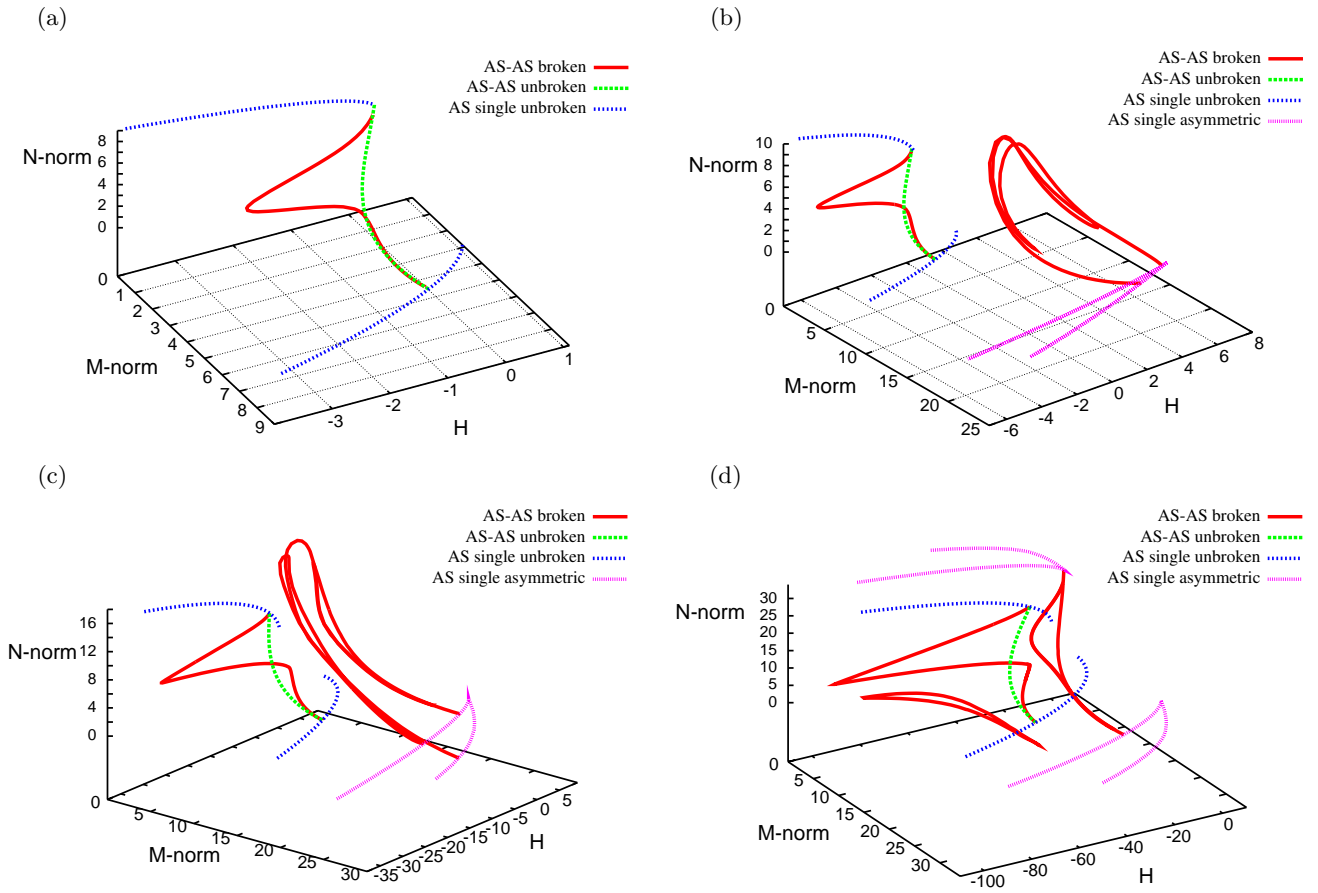 (a)
AS-AS broken
AS-AS unbroken
AS single unbroken
N-norm
8
6
4
2
0
0
1
2
3
4
5
6
7
8
9
M-norm
-3
-2
-1
0
1
H
(b)
AS-AS broken
AS-AS unbroken
AS single unbroken
AS single asymmetric
N-norm
10
8
6
4
2
0
0
5
10
15
20
25
M-norm
-6
-4
-2
0
2
4
6
8
H
(c)
AS-AS broken
AS-AS unbroken
AS single unbroken
AS single asymmetric
N-norm
16
12
8
4
0
0
5
10
15
20
25
30
M-norm
-35
-30
-25
-20
-15
-10
-5
0
5
H
(d)
AS-AS broken
AS-AS unbroken
AS single unbroken
AS single asymmetric
N-norm
30
25
20
15
10
5
0
0
5
10
15
20
25
30
M-norm
-100
-80
-60
-40
-20
0
H